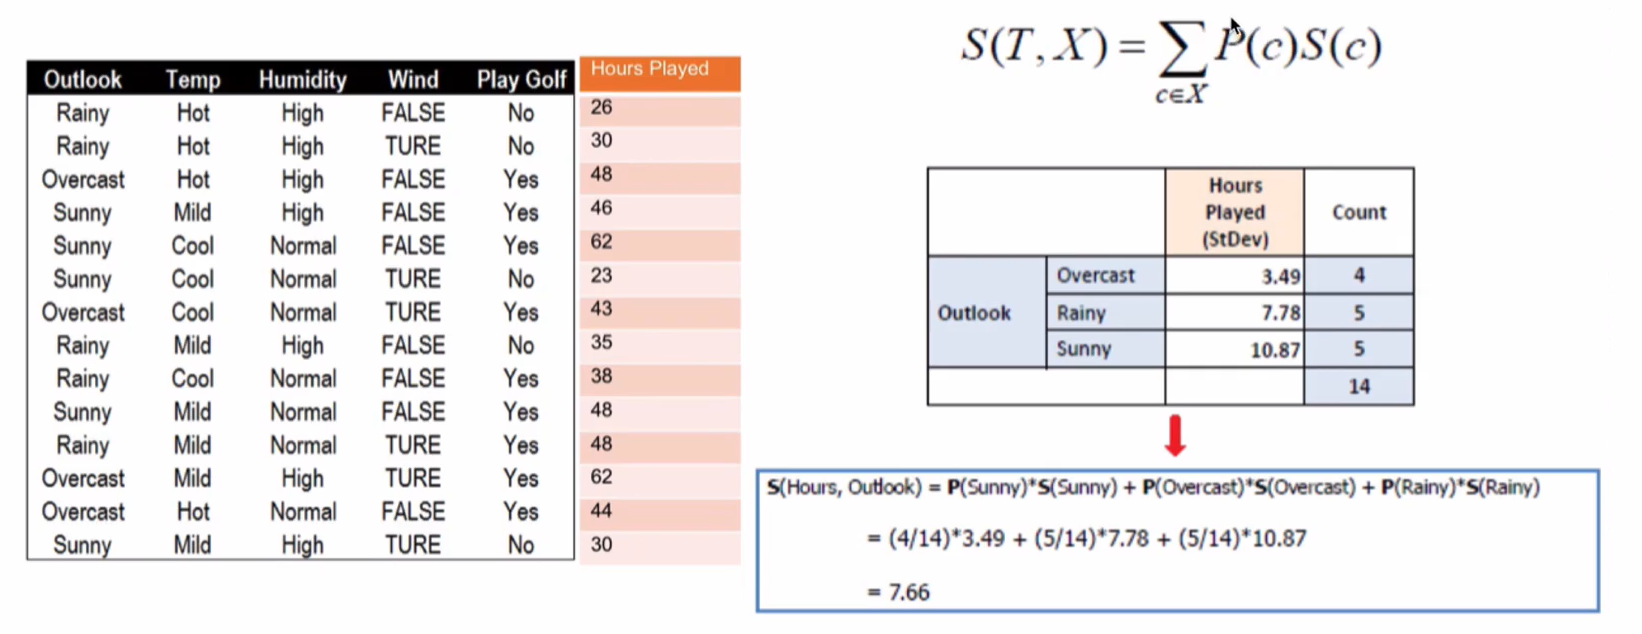 Outlook Temp Humidity Wind Play Golf Hours Played
Rainy Hot High FALSE No 26
Rainy Hot High TURE No 30
Overcast Hot High FALSE Yes 48
Sunny Mild High FALSE Yes 46
Sunny Cool Normal FALSE Yes 62
Sunny Cool Normal TURE No 23
Overcast Cool Normal TURE Yes 43
Rainy Mild High FALSE No 35
Rainy Cool Normal FALSE Yes 38
Sunny Mild Normal FALSE Yes 48
Rainy Mild Normal TURE Yes 48
Overcast Mild High TURE Yes 62
Overcast Hot Normal FALSE Yes 44
Sunny Mild High TURE No 30
S(T, X) = ∑ P(c)S(c)
c∈X
Hours
Played
(StDev)
Count
Overcast 3.49 4
Outlook Rainy 7.78 5
Sunny 10.87 5
14
S(Hours, Outlook) = P(Sunny)*S(Sunny) + P(Overcast)*S(Overcast) + P(Rainy)*S(Rainy)
= (4/14)*3.49 + (5/14)*7.78 + (5/14)*10.87
= 7.66